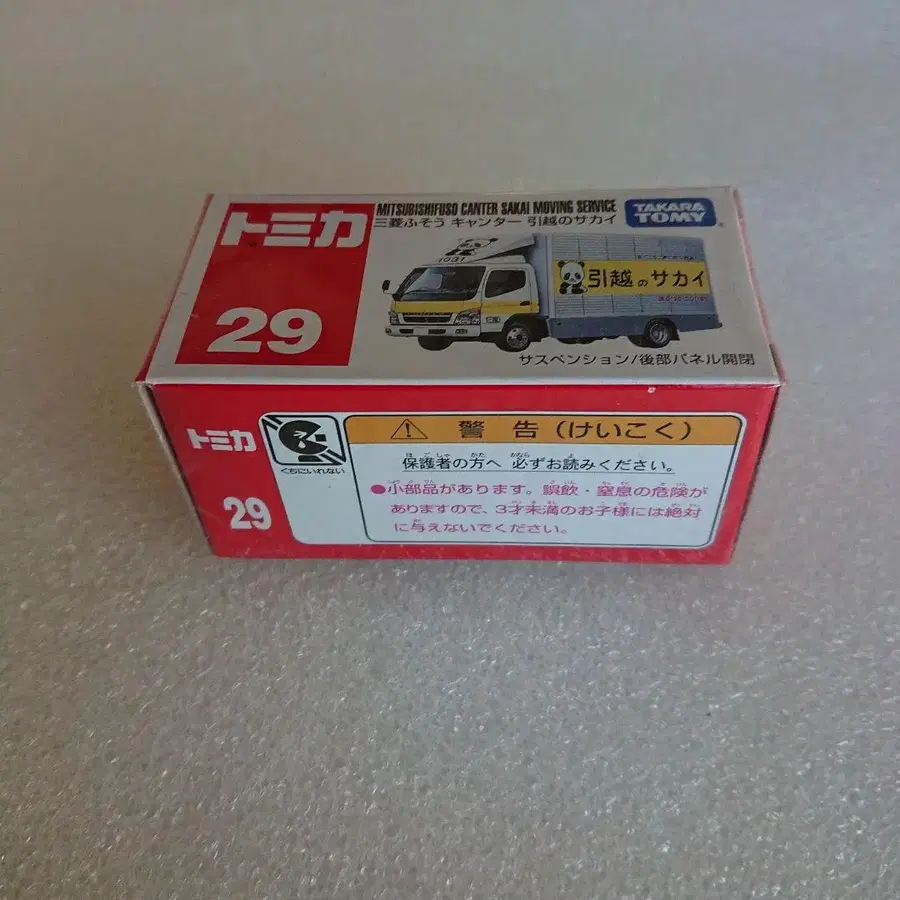 トミカ
29
MITSUBISHIFUSO CANTER SAKAI MOVING SERVICE
三菱ふそう キャンター 引越のサカイ
TAKARA TOMY
1031
引越のサカイ
サスペンション/後部パネル開閉
トミカ
29
くちにいれない
警告(けいこく)
保護者の方へ 必ずお読みください。
●小部品があります。誤飲・窒息の危険が
ありますので、3才未満のお子様には絶対
に与えないでください。